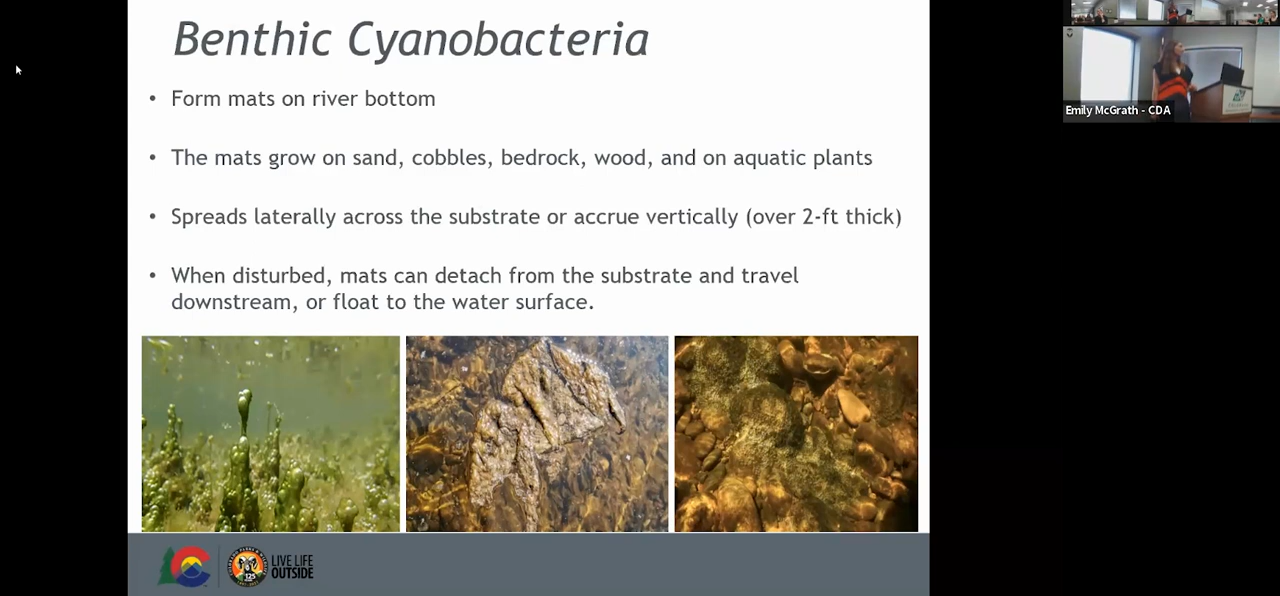 Benthic Cyanobacteria
• Form mats on river bottom
• The mats grow on sand, cobbles, bedrock, wood, and on aquatic plants
• Spreads laterally across the substrate or accrue vertically (over 2-ft thick)
• When disturbed, mats can detach from the substrate and travel
downstream, or float to the water surface.
125
LIVE LIFE
OUTSIDE
Emily McGrath - CDA